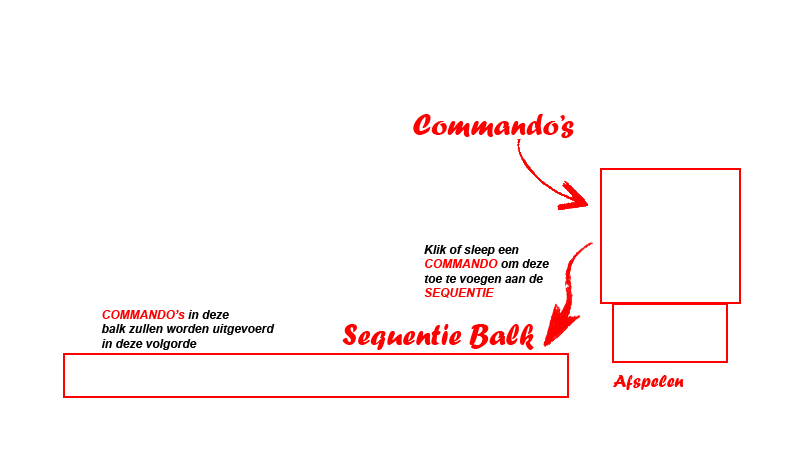 Commando's
Klik of sleep een
COMMANDO om deze
toe te voegen aan de
SEQUENTIE
COMMANDO's in deze
balk zullen worden uitgevoerd
in deze volgorde
Sequentie Balk
Afspelen